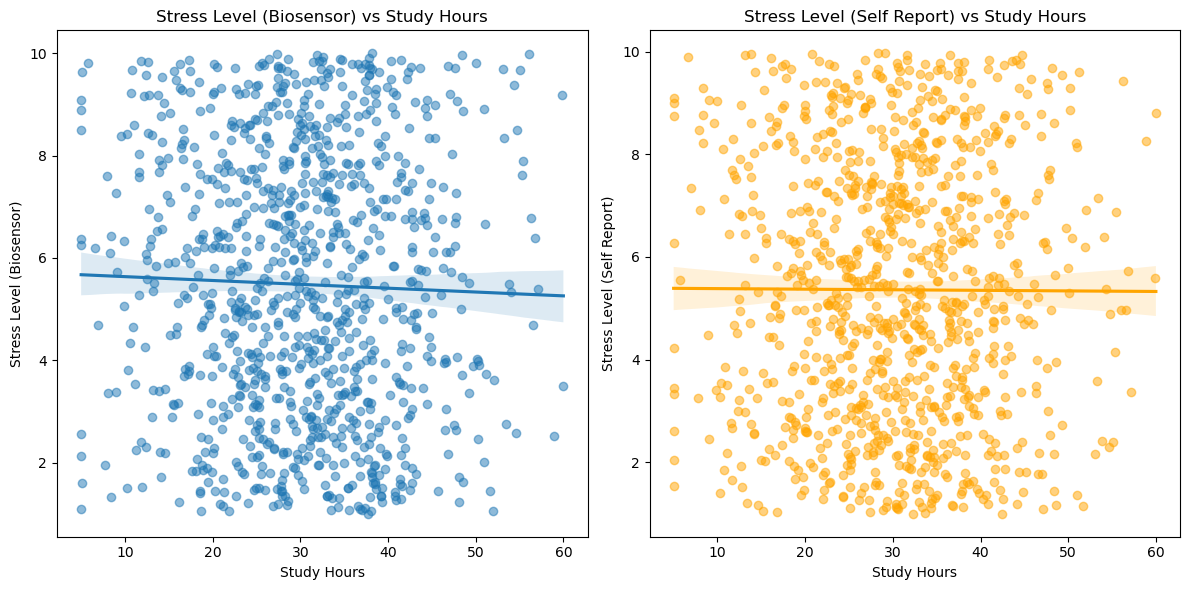 Stress Level (Biosensor) vs Study Hours
Stress Level (Biosensor)
10
8
6
4
2
10 20 30 40 50 60
Study Hours
Stress Level (Self Report) vs Study Hours
Stress Level (Self Report)
10
8
6
4
2
10 20 30 40 50 60
Study Hours